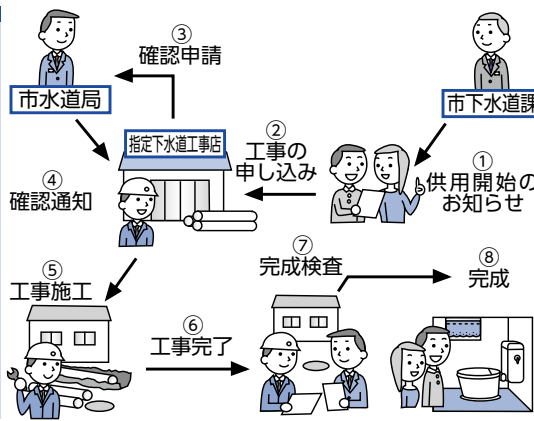 ③
確認申請
市水道局
市下水道課
指定下水道工事店
②
工事の
申し込み
①
供用開始の
お知らせ
④
確認通知
⑤
工事施工
⑥
工事完了
⑦
完成検査
⑧
完成